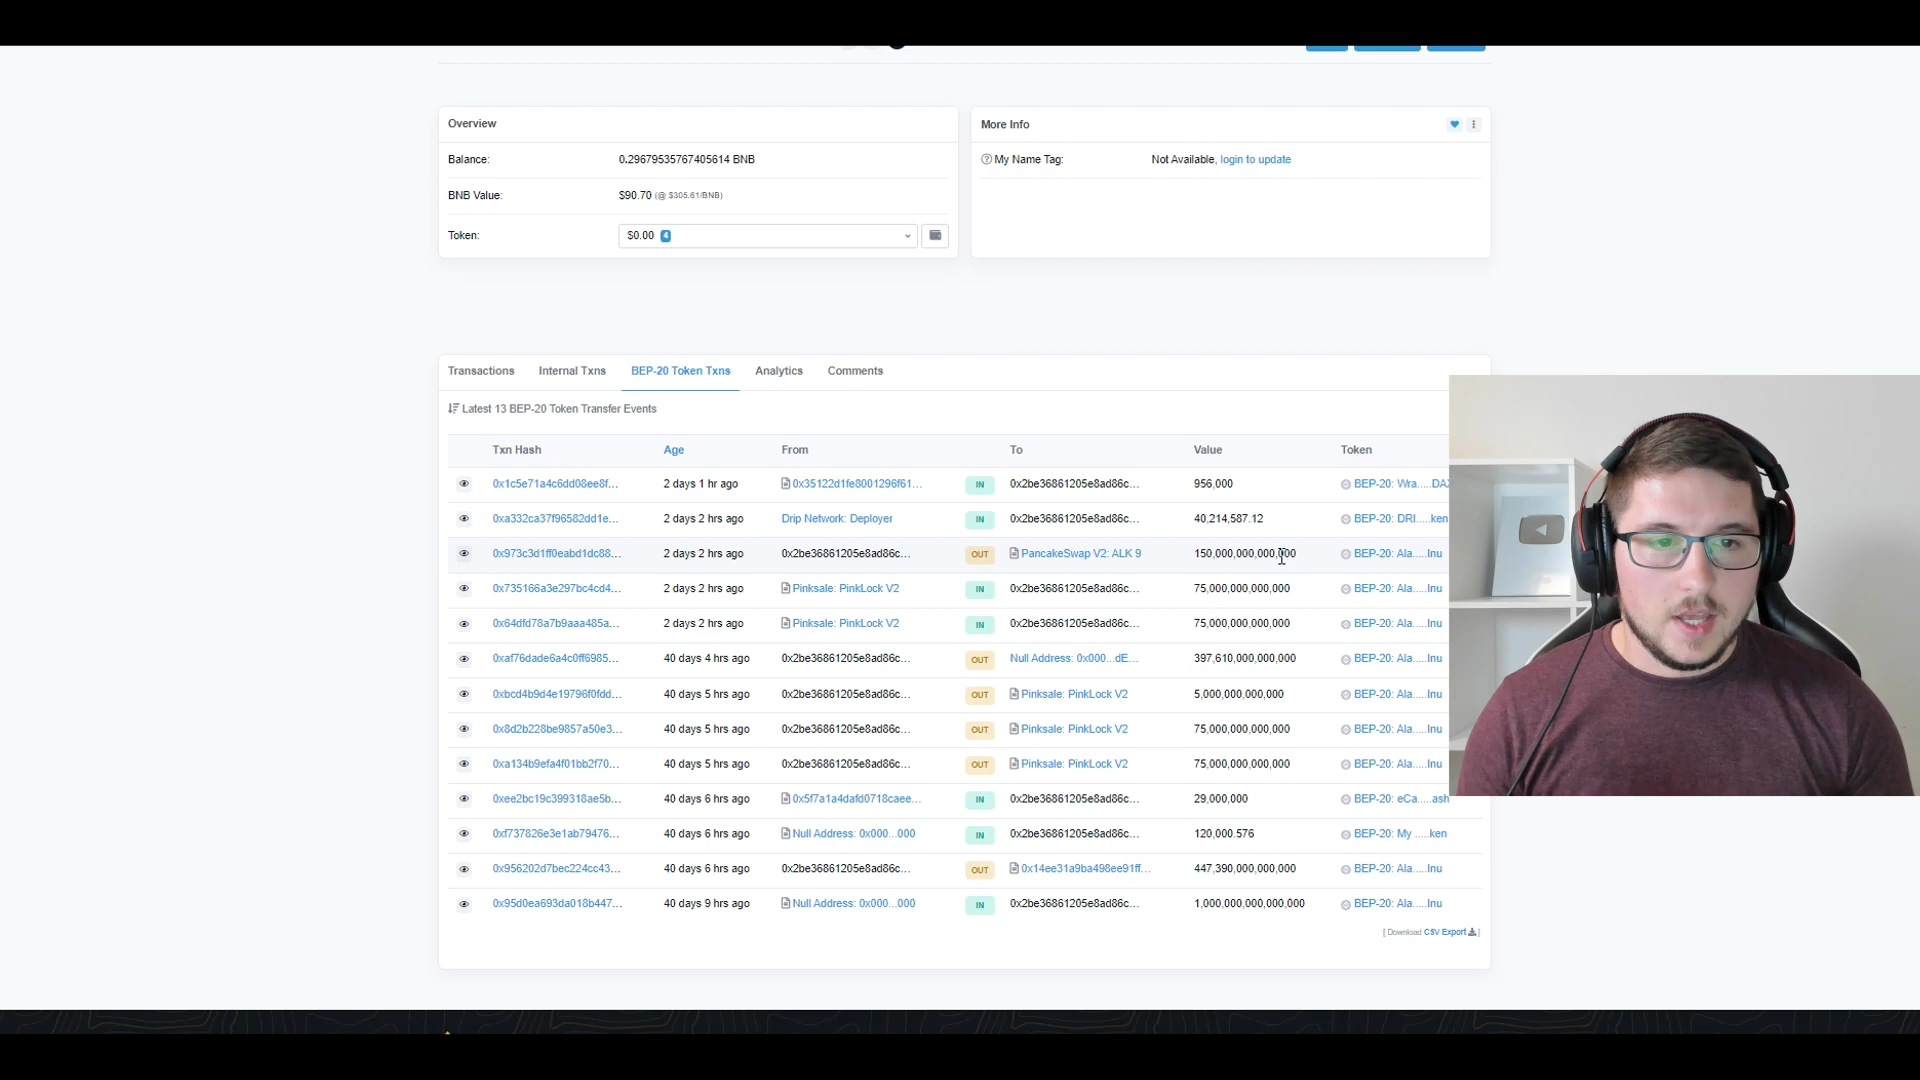 Overview
Balance: 0.29679535767405614 BNB
BNB Value: $90.70 (@ $305.61/BNB)
Token: $0.00 4
More Info
My Name Tag: Not Available, login to update
Transactions Internal Txns BEP-20 Token Txns Analytics Comments
Latest 13 BEP-20 Token Transfer Events
Txn Hash Age From To Value Token
0x1c5e71a4c6dd08ee8f... 2 days 1 hr ago 0x35122d1fe8001296f61... IN 0x2be36861205e8ad86c... 956,000 BEP-20: Wra.....DA
0xa332ca37f96582dd1e... 2 days 2 hrs ago Drip Network: Deployer IN 0x2be36861205e8ad86c... 40,214,587.12 BEP-20: DRI.....ken
0x973c3d1ff0eabd1dc88... 2 days 2 hrs ago 0x2be36861205e8ad86c... OUT PancakeSwap V2: ALK 9 150,000,000,000,000 BEP-20: Ala.....Inu
0x735166a3e297bc4cd4... 2 days 2 hrs ago Pinksale: PinkLock V2 IN 0x2be36861205e8ad86c... 75,000,000,000,000 BEP-20: Ala.....Inu
0x64dfd78a7b9aaa485a... 2 days 2 hrs ago Pinksale: PinkLock V2 IN 0x2be36861205e8ad86c... 75,000,000,000,000 BEP-20: Ala.....Inu
0xaf76dade6a4c0ff6985... 40 days 4 hrs ago 0x2be36861205e8ad86c... OUT Null Address: 0x000...dE... 397,610,000,000,000 BEP-20: Ala.....Inu
0xbcd4b9d4e19796f0fdd... 40 days 5 hrs ago 0x2be36861205e8ad86c... OUT Pinksale: PinkLock V2 5,000,000,000,000 BEP-20: Ala.....Inu
0x8d2b228be9857a50e3... 40 days 5 hrs ago 0x2be36861205e8ad86c... OUT Pinksale: PinkLock V2 75,000,000,000,000 BEP-20: Ala.....Inu
0xa134b9efa4f01bb2f70... 40 days 5 hrs ago 0x2be36861205e8ad86c... OUT Pinksale: PinkLock V2 75,000,000,000,000 BEP-20: Ala.....Inu
0xee2bc19c399318ae5b... 40 days 6 hrs ago 0x5f7a1a4dafd0718caee... IN 0x2be36861205e8ad86c... 29,000,000 BEP-20: eCa.....ash
0xf737826e3e1ab79476... 40 days 6 hrs ago Null Address: 0x000...000 IN 0x2be36861205e8ad86c... 120,000.576 BEP-20: My .....ken
0x956202d7bec224cc43... 40 days 6 hrs ago 0x2be36861205e8ad86c... OUT 0x14ee31a9ba498ee91ff... 447,390,000,000,000 BEP-20: Ala.....Inu
0x95d0ea693da018b447... 40 days 9 hrs ago Null Address: 0x000...000 IN 0x2be36861205e8ad86c... 1,000,000,000,000,000 BEP-20: Ala.....Inu
[ Download CSV Export ]